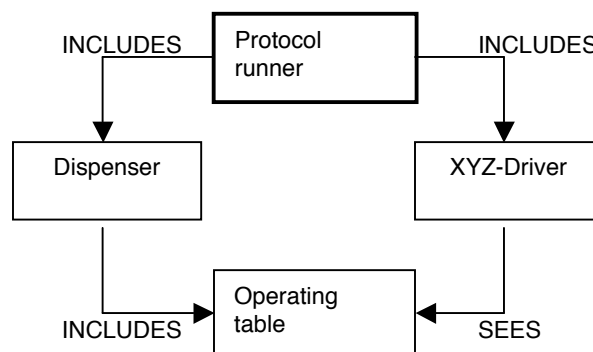 INCLUDES
Protocol
runner
INCLUDES
Dispenser
XYZ-Driver
INCLUDES
Operating
table
SEES